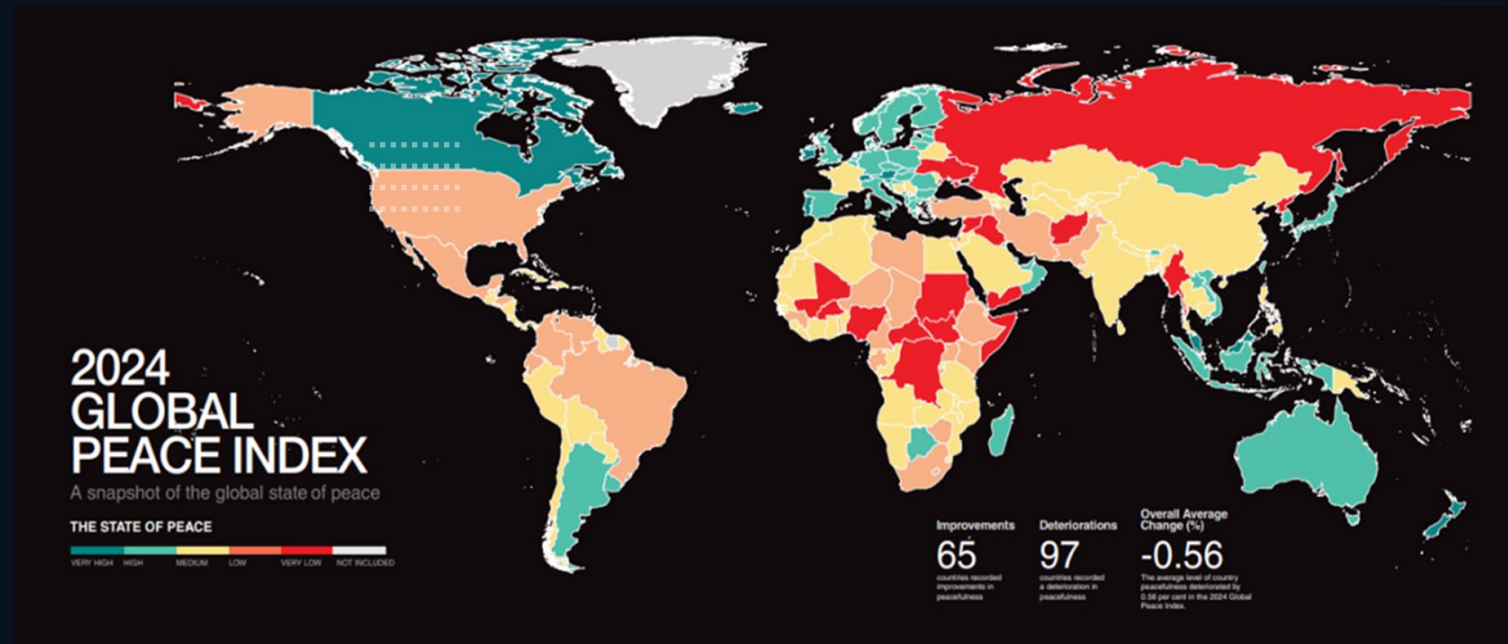 2024
GLOBAL
PEACE INDEX
A snapshot of the global state of peace
THE STATE OF PEACE
VERY HIGH HIGH MEDIUM LOW VERY LOW NOT INCLUDED
Improvements
65
countries recorded
improvements in
peacefulness
Deteriorations
97
countries recorded
a deterioration in
peacefulness
Overall Average
Change (%)
-0.56
The average level of country
peacefulness deteriorated by
0.56 per cent in the 2024 Global
Peace Index.